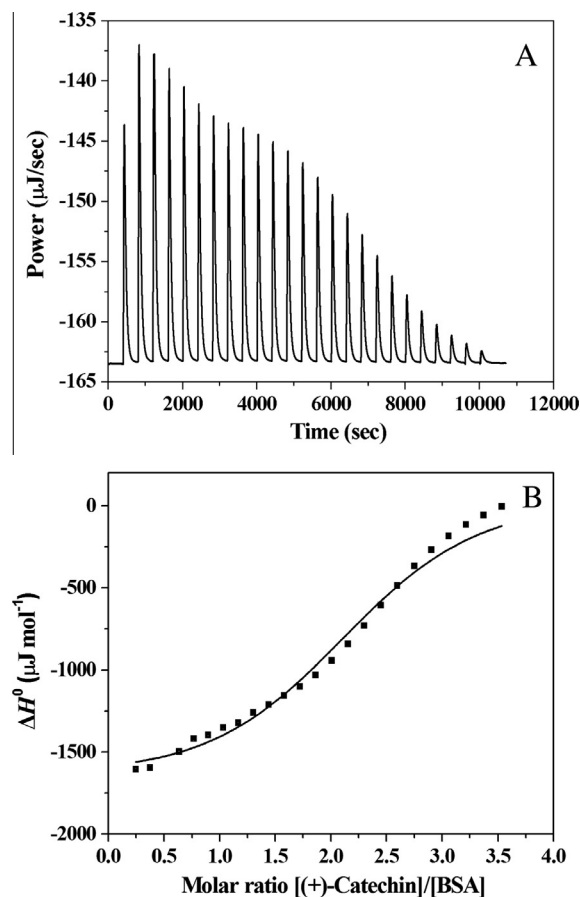 A
-135
-140
-145
-150
-155
-160
-165
Power (μJ/sec)
0 2000 4000 6000 8000 10000 12000
Time (sec)
B
0
-500
-1000
-1500
-2000
ΔH⁰ (μJ mol⁻¹)
0.0 0.5 1.0 1.5 2.0 2.5 3.0 3.5 4.0
Molar ratio [(+)-Catechin]/[BSA]